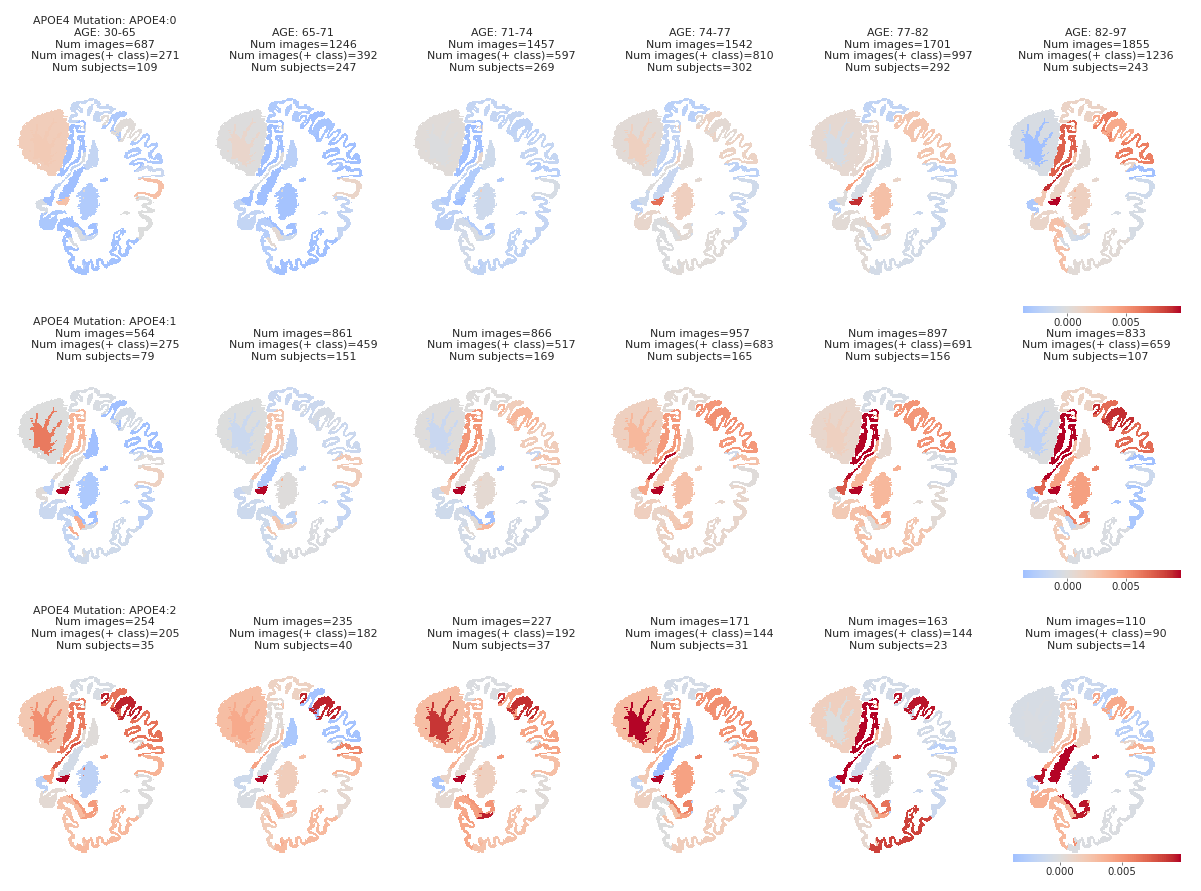 APOE4 Mutation: APOE4:0
AGE: 30-65
Num images=687
Num images(+ class)=271
Num subjects=109
AGE: 65-71
Num images=1246
Num images(+ class)=392
Num subjects=247
AGE: 71-74
Num images=1457
Num images(+ class)=597
Num subjects=269
AGE: 74-77
Num images=1542
Num images(+ class)=810
Num subjects=302
AGE: 77-82
Num images=1701
Num images(+ class)=997
Num subjects=292
AGE: 82-97
Num images=1855
Num images(+ class)=1236
Num subjects=243
0.000 0.005
APOE4 Mutation: APOE4:1
Num images=564
Num images(+ class)=275
Num subjects=79
Num images=861
Num images(+ class)=459
Num subjects=151
Num images=866
Num images(+ class)=517
Num subjects=169
Num images=957
Num images(+ class)=683
Num subjects=165
Num images=897
Num images(+ class)=691
Num subjects=156
Num images=833
Num images(+ class)=659
Num subjects=107
0.000 0.005
APOE4 Mutation: APOE4:2
Num images=254
Num images(+ class)=205
Num subjects=35
Num images=235
Num images(+ class)=182
Num subjects=40
Num images=227
Num images(+ class)=192
Num subjects=37
Num images=171
Num images(+ class)=144
Num subjects=31
Num images=163
Num images(+ class)=144
Num subjects=23
Num images=110
Num images(+ class)=90
Num subjects=14
0.000 0.005